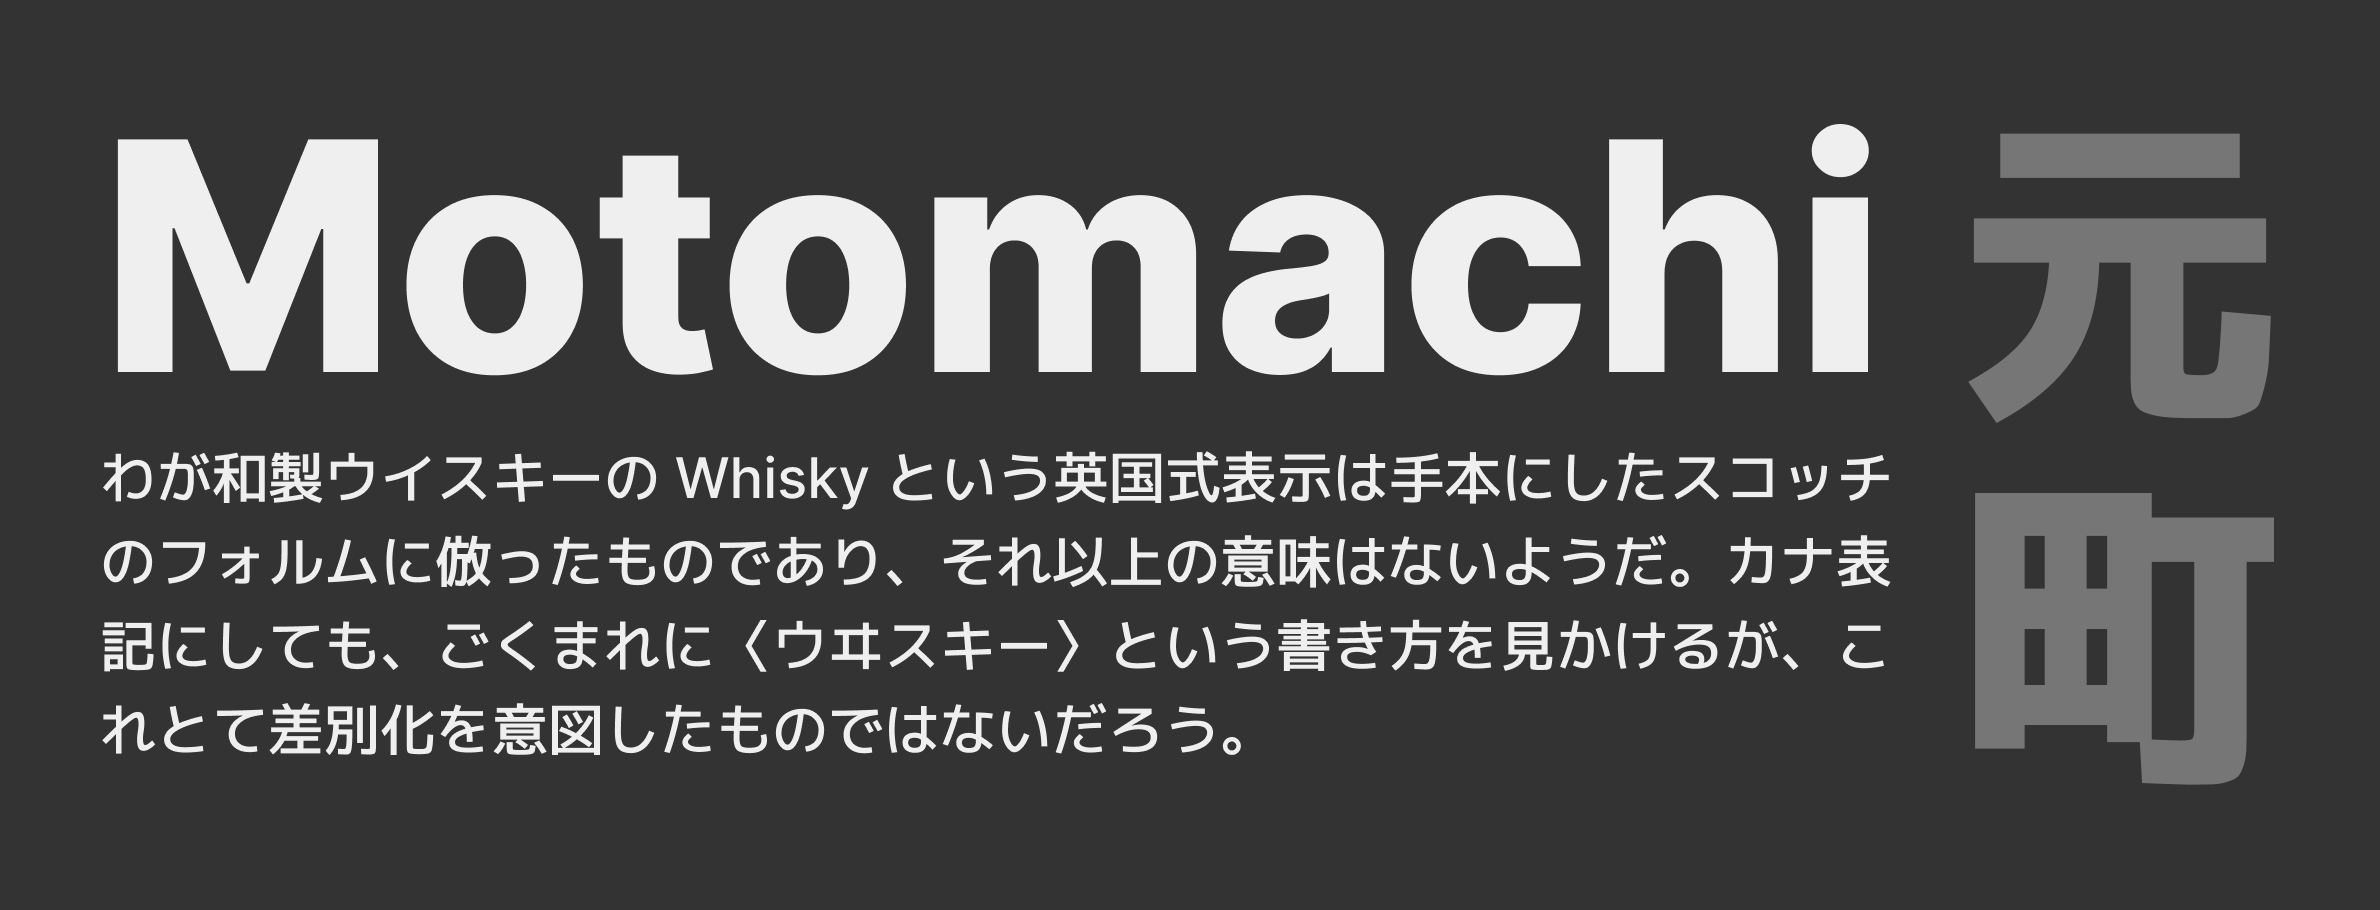 Motomachi
元町
わが和製ウイスキーの Whisky という英国式表示は手本にしたスコッチ
のフォルムに倣ったものであり、それ以上の意味はないようだ。カナ表
記にしても、ごくまれに〈ウヰスキー〉という書き方を見かけるが、こ
れとて差別化を意図したものではないだろう。